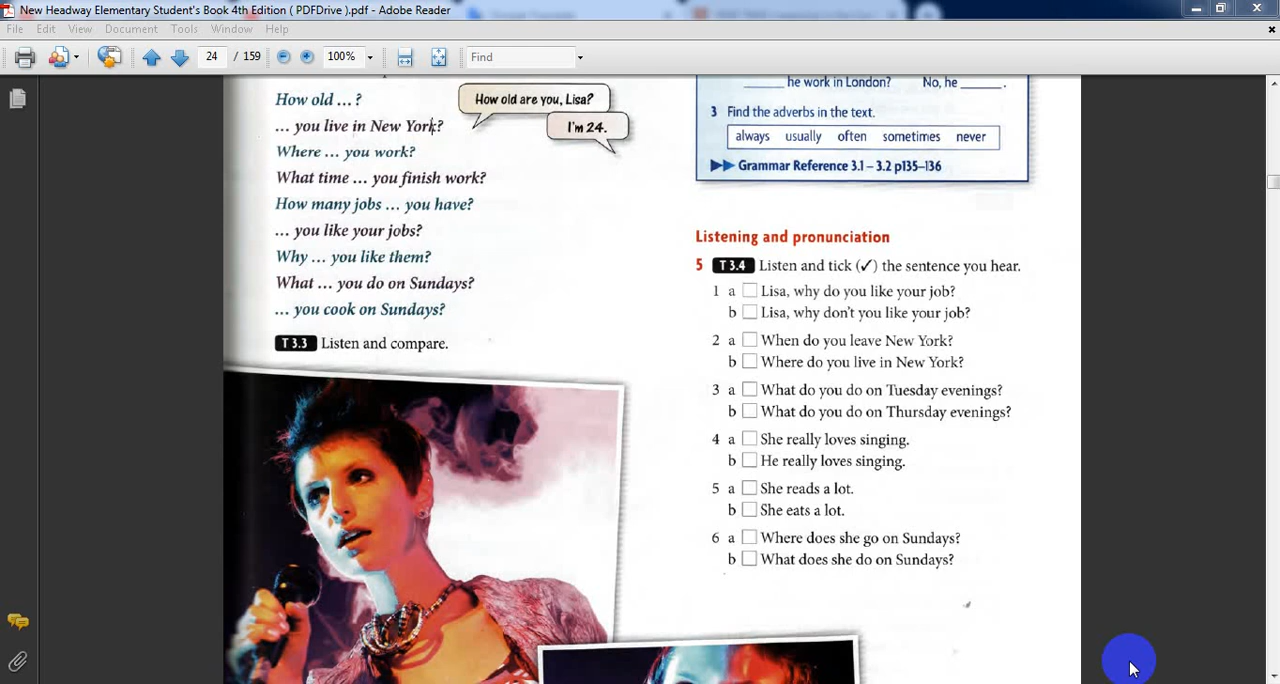 New Headway Elementary Student's Book 4th Edition ( PDFDrive ).pdf - Adobe Reader
File Edit View Document Tools Window Help
24 / 159 100% Find
How old … ?
… you live in New York?
Where … you work?
What time … you finish work?
How many jobs … you have?
… you like your jobs?
Why … you like them?
What … you do on Sundays?
… you cook on Sundays?
How old are you, Lisa?
I'm 24.
T 3.3 Listen and compare.
_____ he work in London? No, he _____.
3 Find the adverbs in the text.
always usually often sometimes never
▶▶ Grammar Reference 3.1 – 3.2 p135–136
Listening and pronunciation
5 T 3.4 Listen and tick (✓) the sentence you hear.
1 a Lisa, why do you like your job?
b Lisa, why don't you like your job?
2 a When do you leave New York?
b Where do you live in New York?
3 a What do you do on Tuesday evenings?
b What do you do on Thursday evenings?
4 a She really loves singing.
b He really loves singing.
5 a She reads a lot.
b She eats a lot.
6 a Where does she go on Sundays?
b What does she do on Sundays?